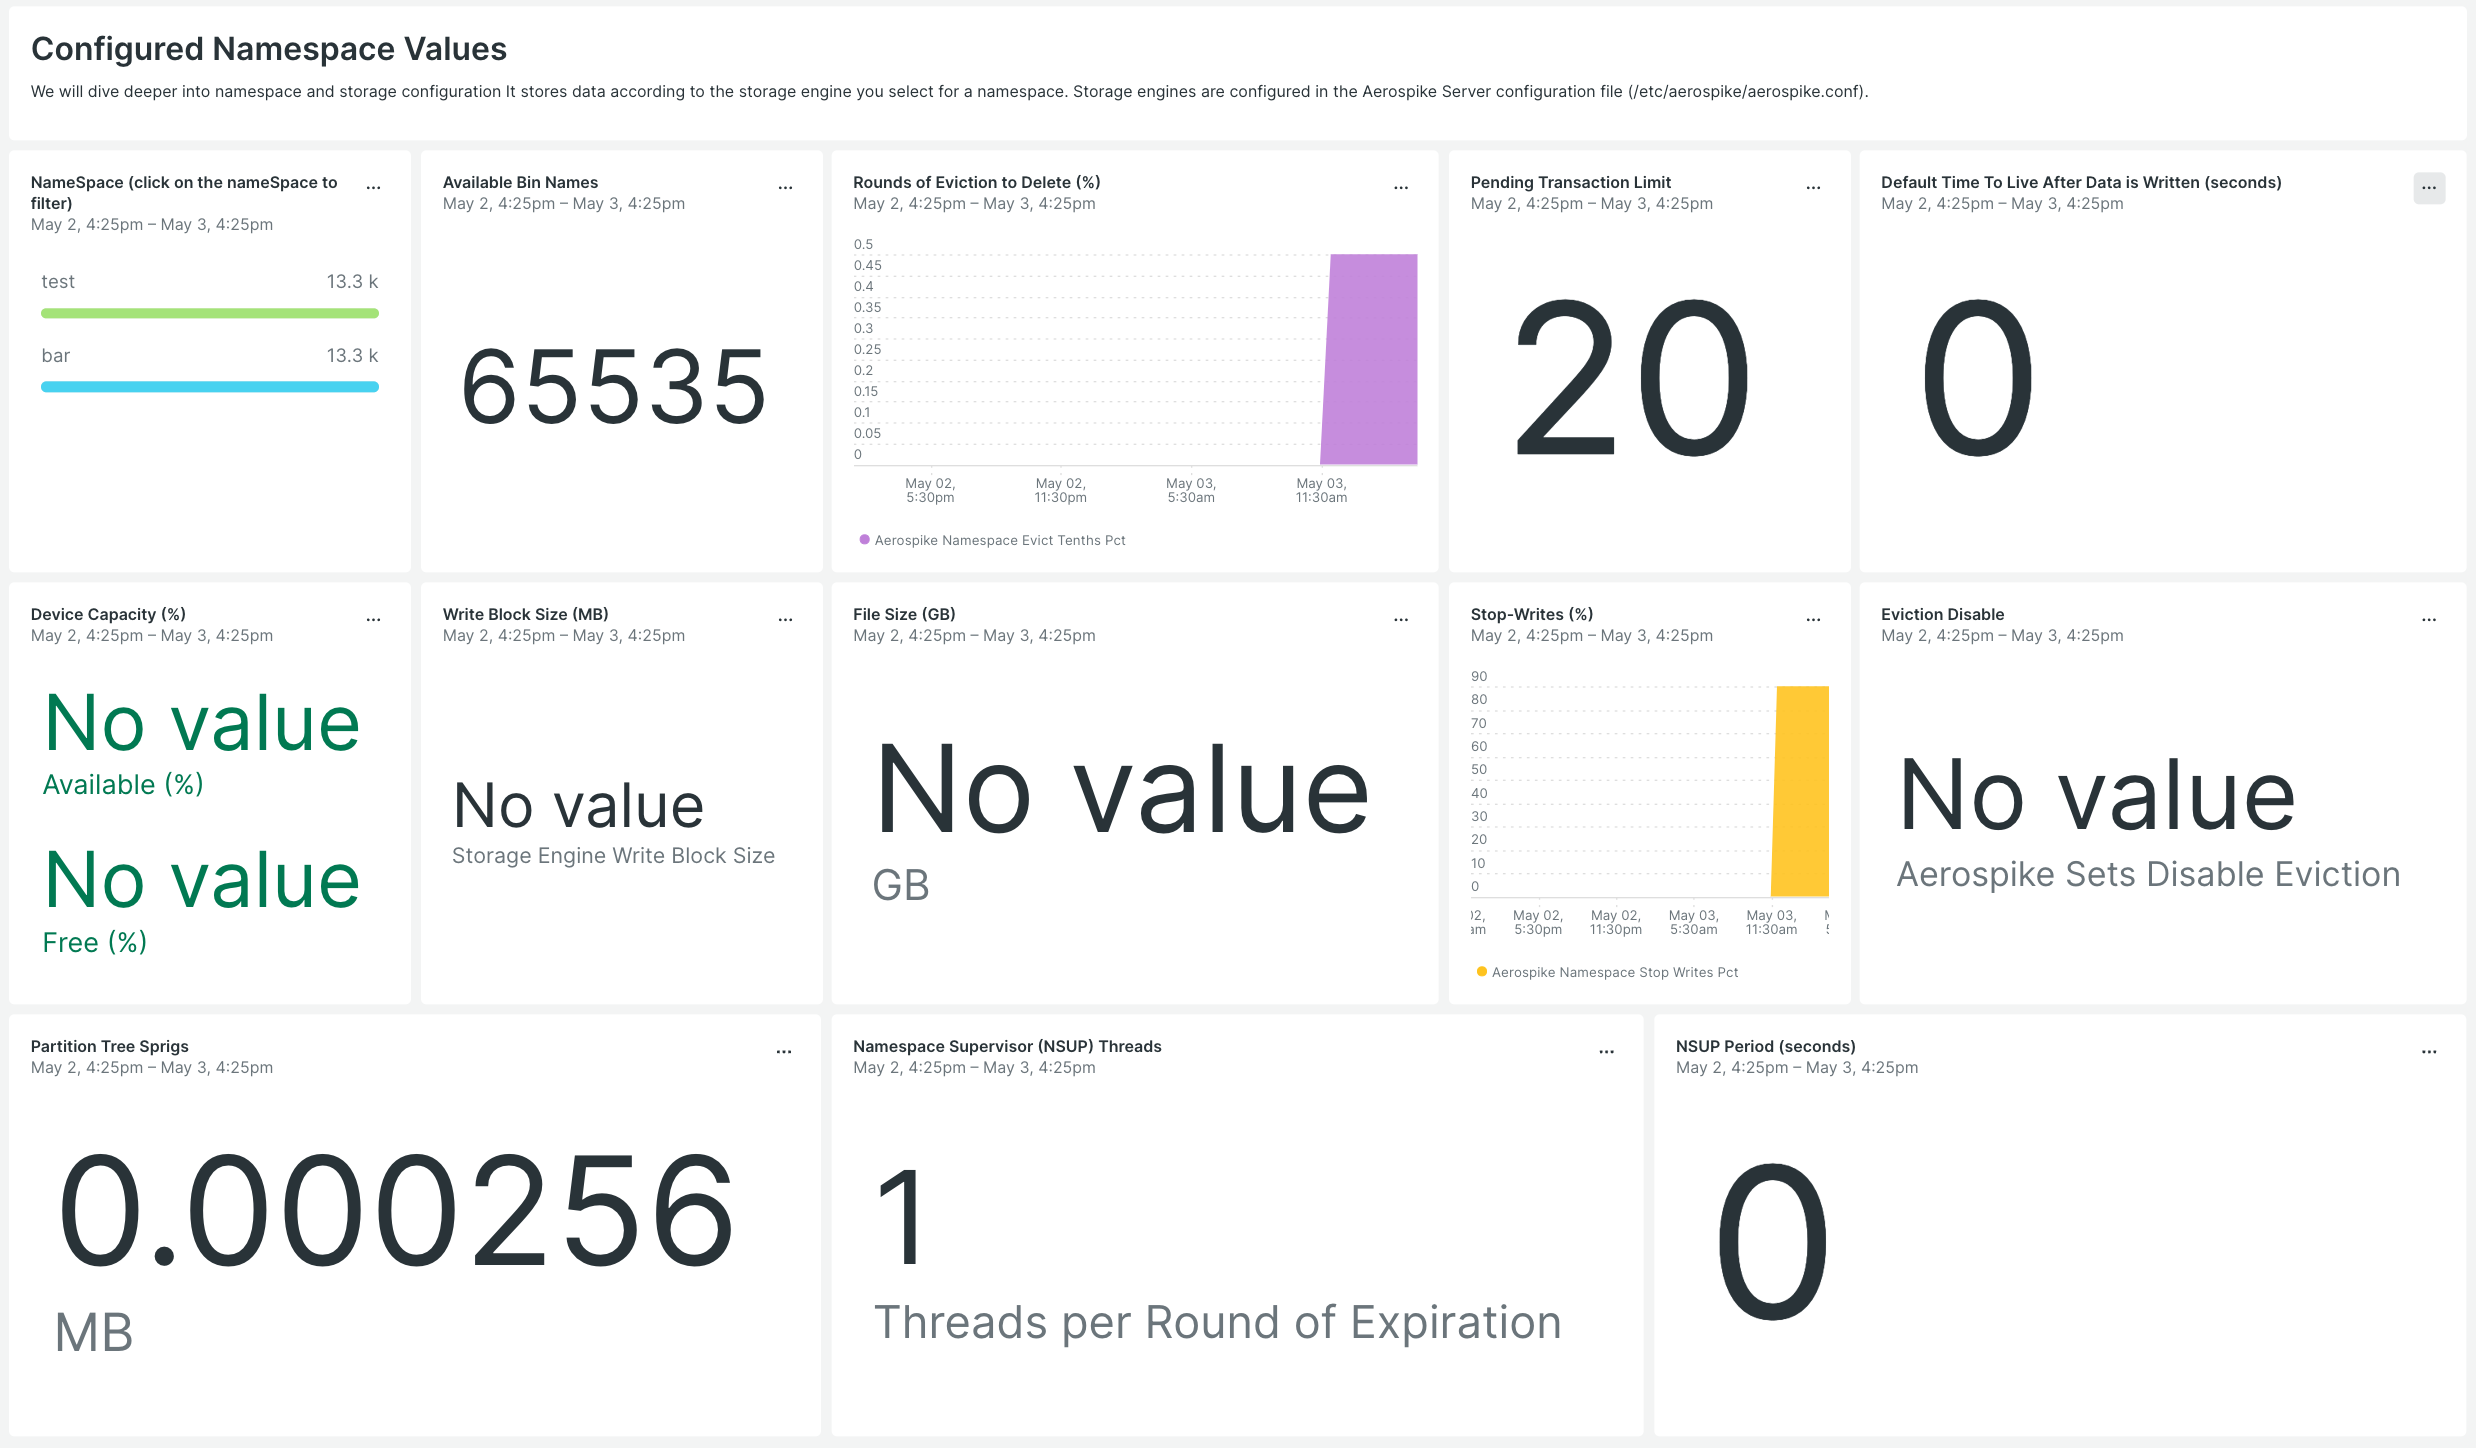 Configured Namespace Values
We will dive deeper into namespace and storage configuration It stores data according to the storage engine you select for a namespace. Storage engines are configured in the Aerospike Server configuration file (/etc/aerospike/aerospike.conf).
NameSpace (click on the nameSpace to
filter)
May 2, 4:25pm – May 3, 4:25pm
test 13.3 k
bar 13.3 k
Available Bin Names
May 2, 4:25pm – May 3, 4:25pm
65535
Rounds of Eviction to Delete (%)
May 2, 4:25pm – May 3, 4:25pm
0.5
0.45
0.4
0.35
0.3
0.25
0.2
0.15
0.1
0.05
0
May 02, May 02, May 03, May 03,
5:30pm 11:30pm 5:30am 11:30am
Aerospike Namespace Evict Tenths Pct
Pending Transaction Limit
May 2, 4:25pm – May 3, 4:25pm
20
Default Time To Live After Data is Written (seconds)
May 2, 4:25pm – May 3, 4:25pm
0
Device Capacity (%)
May 2, 4:25pm – May 3, 4:25pm
No value
Available (%)
No value
Free (%)
Write Block Size (MB)
May 2, 4:25pm – May 3, 4:25pm
No value
Storage Engine Write Block Size
File Size (GB)
May 2, 4:25pm – May 3, 4:25pm
No value
GB
Stop-Writes (%)
May 2, 4:25pm – May 3, 4:25pm
90
80
70
60
50
40
30
20
10
0
02, May 02, May 02, May 03, May 03,
am 5:30pm 11:30pm 5:30am 11:30am
Aerospike Namespace Stop Writes Pct
Eviction Disable
May 2, 4:25pm – May 3, 4:25pm
No value
Aerospike Sets Disable Eviction
Partition Tree Sprigs
May 2, 4:25pm – May 3, 4:25pm
0.000256
MB
Namespace Supervisor (NSUP) Threads
May 2, 4:25pm – May 3, 4:25pm
1
Threads per Round of Expiration
NSUP Period (seconds)
May 2, 4:25pm – May 3, 4:25pm
0